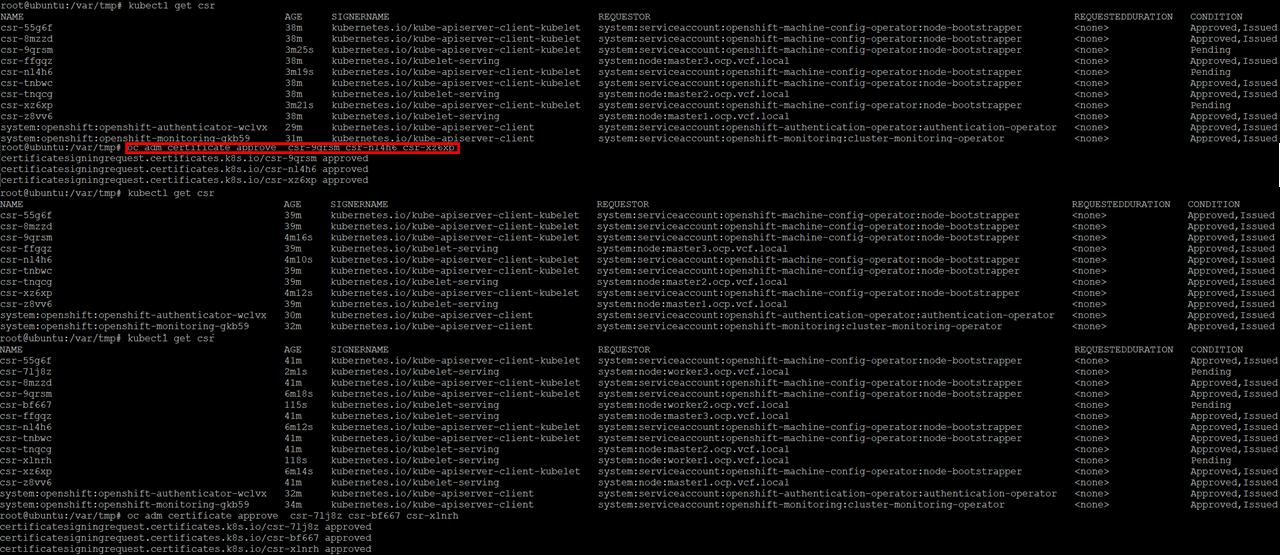 root@ubuntu:/var/tmp# kubectl get csr
NAME AGE SIGNERNAME REQUESTOR REQUESTEDDURATION CONDITION
csr-55g6f 38m kubernetes.io/kube-apiserver-client-kubelet system:serviceaccount:openshift-machine-config-operator:node-bootstrapper <none> Approved,Issued
csr-8mzzd 38m kubernetes.io/kube-apiserver-client-kubelet system:serviceaccount:openshift-machine-config-operator:node-bootstrapper <none> Approved,Issued
csr-9qrsm 3m25s kubernetes.io/kube-apiserver-client-kubelet system:serviceaccount:openshift-machine-config-operator:node-bootstrapper <none> Pending
csr-ffgqz 38m kubernetes.io/kubelet-serving system:node:master3.ocp.vcf.local <none> Approved,Issued
csr-nl4h6 3m19s kubernetes.io/kube-apiserver-client-kubelet system:serviceaccount:openshift-machine-config-operator:node-bootstrapper <none> Pending
csr-tnbwc 38m kubernetes.io/kube-apiserver-client-kubelet system:serviceaccount:openshift-machine-config-operator:node-bootstrapper <none> Approved,Issued
csr-tnqcg 38m kubernetes.io/kubelet-serving system:node:master2.ocp.vcf.local <none> Approved,Issued
csr-xz6xp 3m21s kubernetes.io/kube-apiserver-client-kubelet system:serviceaccount:openshift-machine-config-operator:node-bootstrapper <none> Pending
csr-z8vv6 38m kubernetes.io/kubelet-serving system:node:master1.ocp.vcf.local <none> Approved,Issued
system:openshift:openshift-authenticator-wclvx 29m kubernetes.io/kube-apiserver-client system:serviceaccount:openshift-authentication-operator:authentication-operator <none> Approved,Issued
system:openshift:openshift-monitoring-gkb59 31m kubernetes.io/kube-apiserver-client system:serviceaccount:openshift-monitoring:cluster-monitoring-operator <none> Approved,Issued
root@ubuntu:/var/tmp# oc adm certificate approve csr-9qrsm csr-nl4h6 csr-xz6xp
certificatesigningrequest.certificates.k8s.io/csr-9qrsm approved
certificatesigningrequest.certificates.k8s.io/csr-nl4h6 approved
certificatesigningrequest.certificates.k8s.io/csr-xz6xp approved
root@ubuntu:/var/tmp# kubectl get csr
NAME AGE SIGNERNAME REQUESTOR REQUESTEDDURATION CONDITION
csr-55g6f 39m kubernetes.io/kube-apiserver-client-kubelet system:serviceaccount:openshift-machine-config-operator:node-bootstrapper <none> Approved,Issued
csr-8mzzd 39m kubernetes.io/kube-apiserver-client-kubelet system:serviceaccount:openshift-machine-config-operator:node-bootstrapper <none> Approved,Issued
csr-9qrsm 4m16s kubernetes.io/kube-apiserver-client-kubelet system:serviceaccount:openshift-machine-config-operator:node-bootstrapper <none> Approved,Issued
csr-ffgqz 39m kubernetes.io/kubelet-serving system:node:master3.ocp.vcf.local <none> Approved,Issued
csr-nl4h6 4m10s kubernetes.io/kube-apiserver-client-kubelet system:serviceaccount:openshift-machine-config-operator:node-bootstrapper <none> Approved,Issued
csr-tnbwc 39m kubernetes.io/kube-apiserver-client-kubelet system:serviceaccount:openshift-machine-config-operator:node-bootstrapper <none> Approved,Issued
csr-tnqcg 39m kubernetes.io/kubelet-serving system:node:master2.ocp.vcf.local <none> Approved,Issued
csr-xz6xp 4m12s kubernetes.io/kube-apiserver-client-kubelet system:serviceaccount:openshift-machine-config-operator:node-bootstrapper <none> Approved,Issued
csr-z8vv6 39m kubernetes.io/kubelet-serving system:node:master1.ocp.vcf.local <none> Approved,Issued
system:openshift:openshift-authenticator-wclvx 30m kubernetes.io/kube-apiserver-client system:serviceaccount:openshift-authentication-operator:authentication-operator <none> Approved,Issued
system:openshift:openshift-monitoring-gkb59 32m kubernetes.io/kube-apiserver-client system:serviceaccount:openshift-monitoring:cluster-monitoring-operator <none> Approved,Issued
root@ubuntu:/var/tmp# kubectl get csr
NAME AGE SIGNERNAME REQUESTOR REQUESTEDDURATION CONDITION
csr-55g6f 41m kubernetes.io/kube-apiserver-client-kubelet system:serviceaccount:openshift-machine-config-operator:node-bootstrapper <none> Approved,Issued
csr-7lj8z 2m1s kubernetes.io/kubelet-serving system:node:worker3.ocp.vcf.local <none> Pending
csr-8mzzd 41m kubernetes.io/kube-apiserver-client-kubelet system:serviceaccount:openshift-machine-config-operator:node-bootstrapper <none> Approved,Issued
csr-9qrsm 6m18s kubernetes.io/kube-apiserver-client-kubelet system:serviceaccount:openshift-machine-config-operator:node-bootstrapper <none> Approved,Issued
csr-bf667 115s kubernetes.io/kubelet-serving system:node:worker2.ocp.vcf.local <none> Pending
csr-ffgqz 41m kubernetes.io/kubelet-serving system:node:master3.ocp.vcf.local <none> Approved,Issued
csr-nl4h6 6m12s kubernetes.io/kube-apiserver-client-kubelet system:serviceaccount:openshift-machine-config-operator:node-bootstrapper <none> Approved,Issued
csr-tnbwc 41m kubernetes.io/kube-apiserver-client-kubelet system:serviceaccount:openshift-machine-config-operator:node-bootstrapper <none> Approved,Issued
csr-tnqcg 41m kubernetes.io/kubelet-serving system:node:master2.ocp.vcf.local <none> Approved,Issued
csr-xlnrh 118s kubernetes.io/kubelet-serving system:node:worker1.ocp.vcf.local <none> Pending
csr-xz6xp 6m14s kubernetes.io/kube-apiserver-client-kubelet system:serviceaccount:openshift-machine-config-operator:node-bootstrapper <none> Approved,Issued
csr-z8vv6 41m kubernetes.io/kubelet-serving system:node:master1.ocp.vcf.local <none> Approved,Issued
system:openshift:openshift-authenticator-wclvx 32m kubernetes.io/kube-apiserver-client system:serviceaccount:openshift-authentication-operator:authentication-operator <none> Approved,Issued
system:openshift:openshift-monitoring-gkb59 34m kubernetes.io/kube-apiserver-client system:serviceaccount:openshift-monitoring:cluster-monitoring-operator <none> Approved,Issued
root@ubuntu:/var/tmp# oc adm certificate approve csr-7lj8z csr-bf667 csr-xlnrh
certificatesigningrequest.certificates.k8s.io/csr-7lj8z approved
certificatesigningrequest.certificates.k8s.io/csr-bf667 approved
certificatesigningrequest.certificates.k8s.io/csr-xlnrh approved